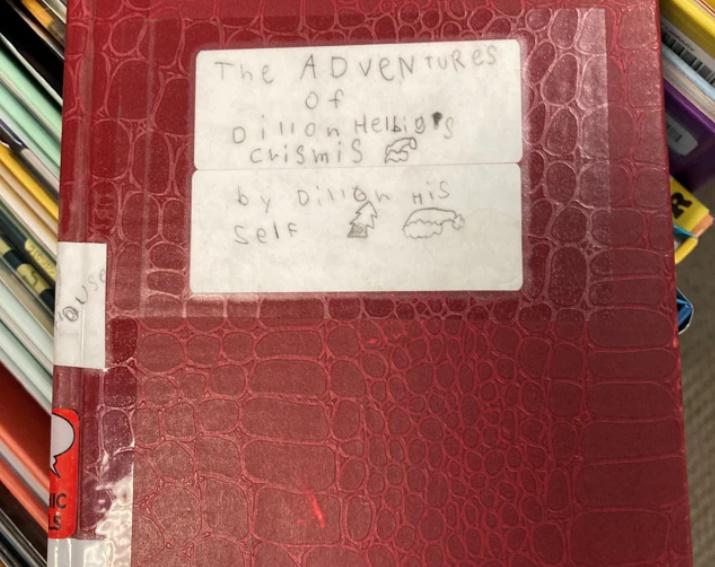 The ADVENTURES
of
Dillon Helbig's
crismis
by Dillon His
Self